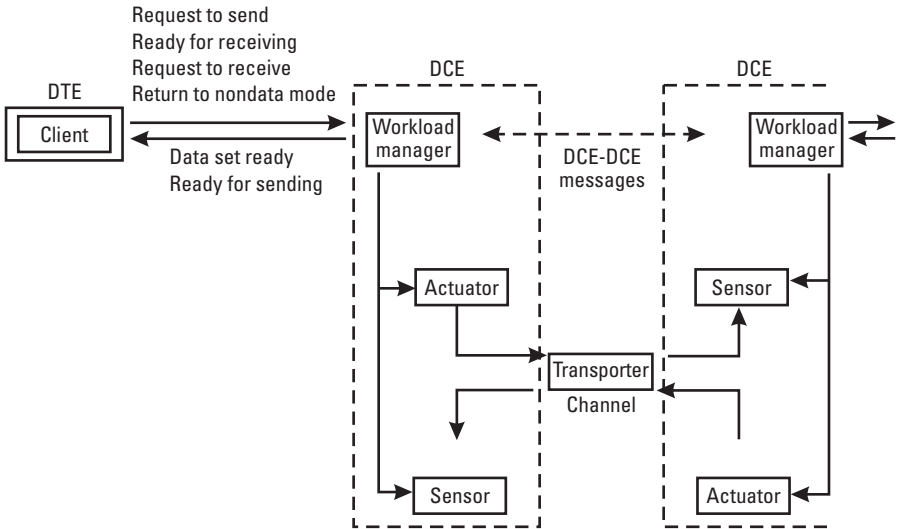 Request to send
Ready for receiving
Request to receive
Return to nondata mode
DTE
Client
Data set ready
Ready for sending
DCE
Workload
manager
DCE-DCE
messages
DCE
Workload
manager
Actuator
Sensor
Transporter
Channel
Sensor
Actuator